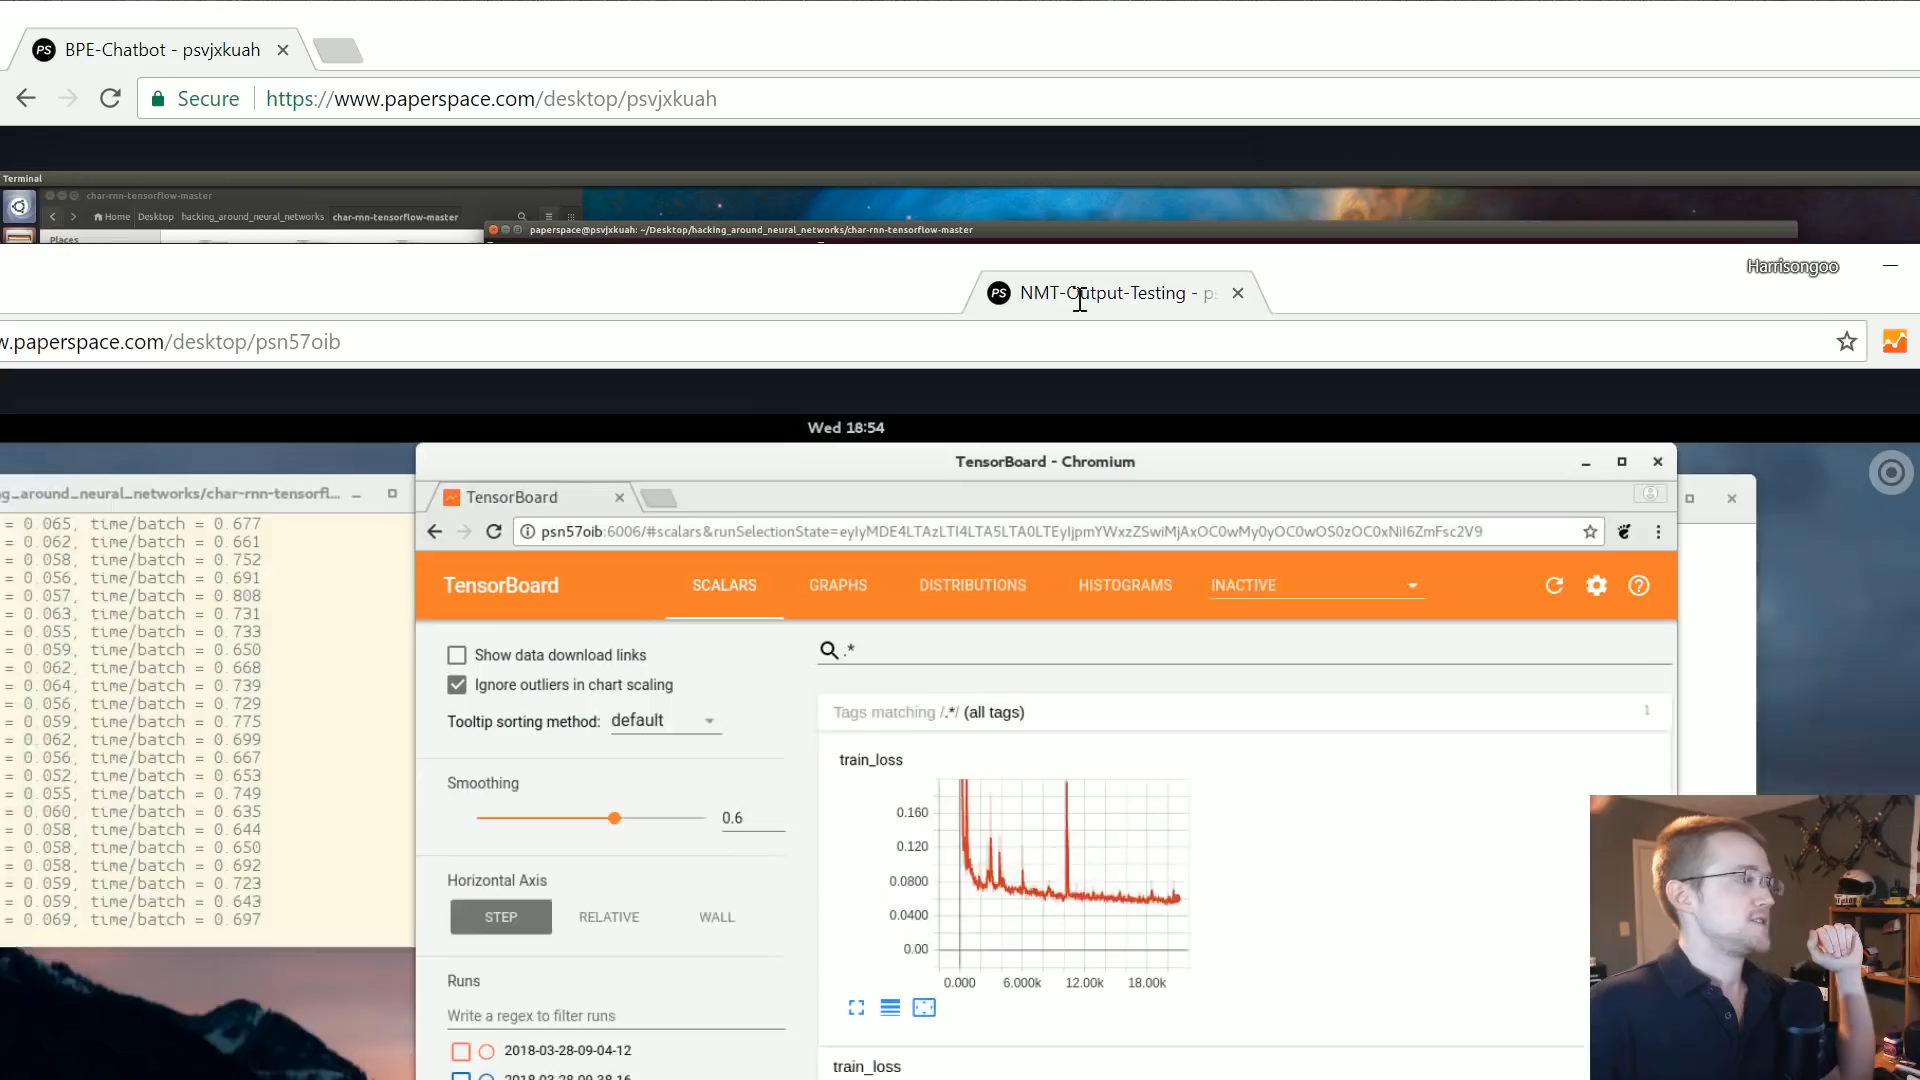 BPE-Chatbot - psvjxkuah
Secure https://www.paperspace.com/desktop/psvjxkuah
Terminal
char-rnn-tensorflow-master
Home Desktop hacking_around_neural_networks char-rnn-tensorflow-master
Places
paperspace@psvjxkuah: ~/Desktop/hacking_around_neural_networks/char-rnn-tensorflow-master
Harrisongoo
PS NMT-Output-Testing - ps
w.paperspace.com/desktop/psn57oib
Wed 18:54
TensorBoard - Chromium
g_around_neural_networks/char-rnn-tensorfl...
TensorBoard
= 0.065, time/batch = 0.677
= 0.062, time/batch = 0.661
= 0.058, time/batch = 0.752
= 0.056, time/batch = 0.691
= 0.057, time/batch = 0.808
= 0.063, time/batch = 0.731
= 0.055, time/batch = 0.733
= 0.059, time/batch = 0.650
= 0.062, time/batch = 0.668
= 0.064, time/batch = 0.739
= 0.056, time/batch = 0.729
= 0.059, time/batch = 0.775
= 0.062, time/batch = 0.699
= 0.056, time/batch = 0.667
= 0.052, time/batch = 0.653
= 0.055, time/batch = 0.749
= 0.060, time/batch = 0.635
= 0.058, time/batch = 0.644
= 0.058, time/batch = 0.650
= 0.058, time/batch = 0.692
= 0.059, time/batch = 0.723
= 0.059, time/batch = 0.643
= 0.069, time/batch = 0.697
TensorBoard SCALARS GRAPHS DISTRIBUTIONS HISTOGRAMS INACTIVE
Show data download links
Ignore outliers in chart scaling
Tooltip sorting method: default
Smoothing
0.6
Horizontal Axis
STEP RELATIVE WALL
Runs
Write a regex to filter runs
2018-03-28-09-04-12
2018-03-28-09-38-16
.*
Tags matching /.*/ (all tags) 1
train_loss
0.160
0.120
0.0800
0.0400
0.00
0.000 6.000k 12.00k 18.00k
train_loss